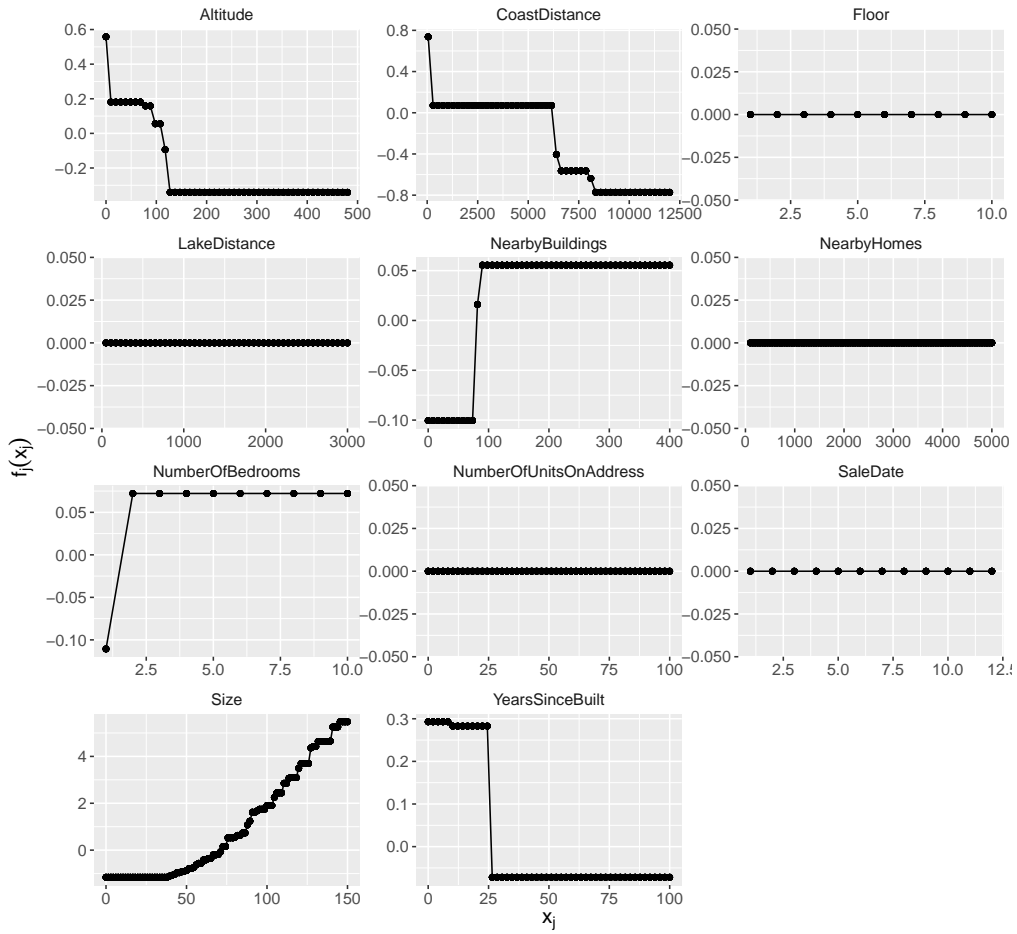 Altitude
CoastDistance
Floor
0.6
0.4
0.2
0.0
−0.2
0 100 200 300 400 500
0.8
0.4
0.0
−0.4
−0.8
0 2500 5000 7500 10000 12500
0.050
0.025
0.000
−0.025
−0.050
2.5 5.0 7.5 10.0
LakeDistance
NearbyBuildings
NearbyHomes
0.050
0.025
0.000
−0.025
−0.050
0 1000 2000 3000
0.05
0.00
−0.05
−0.10
0 100 200 300 400
0.050
0.025
0.000
−0.025
−0.050
0 1000 2000 3000 4000 5000
NumberOfBedrooms
NumberOfUnitsOnAddress
SaleDate
0.05
0.00
−0.05
−0.10
2.5 5.0 7.5 10.0
0.050
0.025
0.000
−0.025
−0.050
0 25 50 75 100
0.050
0.025
0.000
−0.025
−0.050
2.5 5.0 7.5 10.0 12.5
Size
YearsSinceBuilt
4
2
0
0 50 100 150
0.3
0.2
0.1
0.0
0 25 50 75 100
f_j(x_j)
x_j